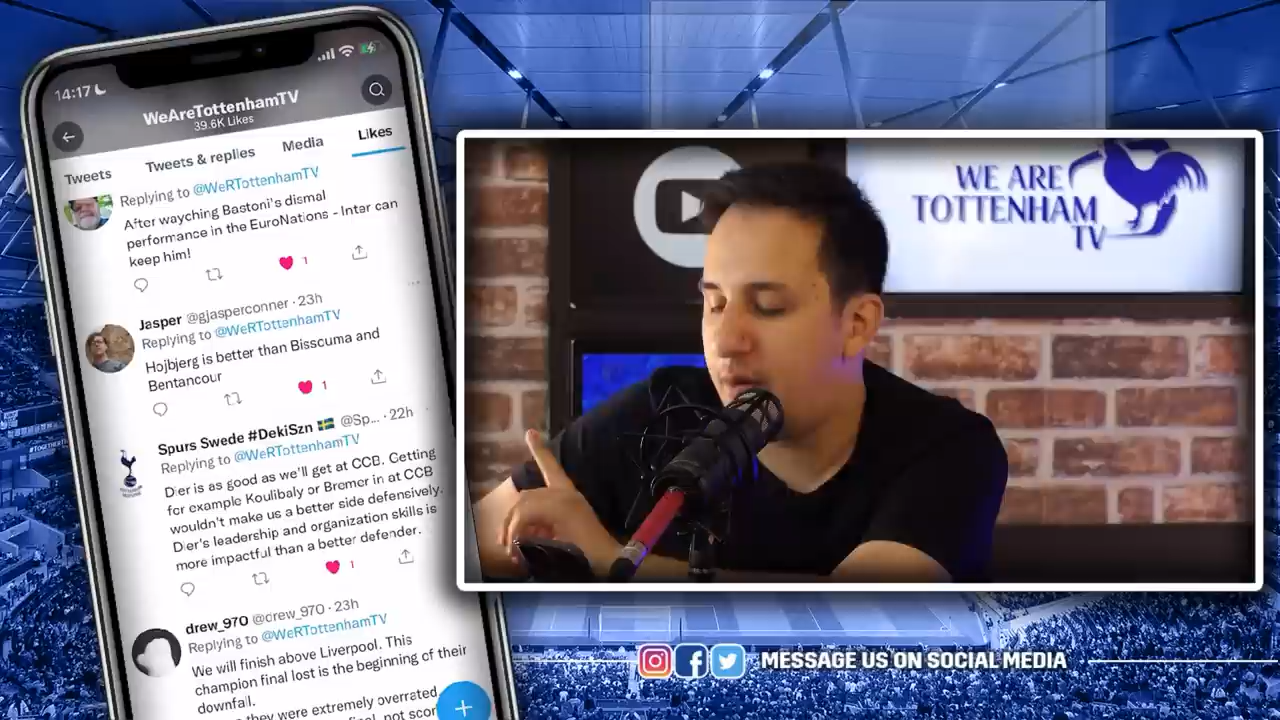 14:17
WeAreTottenhamTV
39.6K Likes
Tweets
Tweets & replies
Media
Likes
Replying to @WeRTottenhamTV
After wayching Bastoni's dismal
performance in the EuroNations - Inter can
keep him!
1
Jasper @gjasperconner · 23h
Replying to @WeRTottenhamTV
Hojbjerg is better than Bisscuma and
Bentancour
1
Spurs Swede #DekiSzn 🇸🇪 @Sp... · 22h
Replying to @WeRTottenhamTV
Dier is as good as we'll get at CCB. Getting
for example Koulibaly or Bremer in at CCB
wouldn't make us a better side defensively.
Dier's leadership and organization skills is
more impactful than a better defender.
1
drew_970 @drew_970 · 23h
Replying to @WeRTottenhamTV
We will finish above Liverpool. This
champion final lost is the beginning of their
downfall.
they were extremely overrated
final, not scor
WE ARE
TOTTENHAM
TV
MESSAGE US ON SOCIAL MEDIA